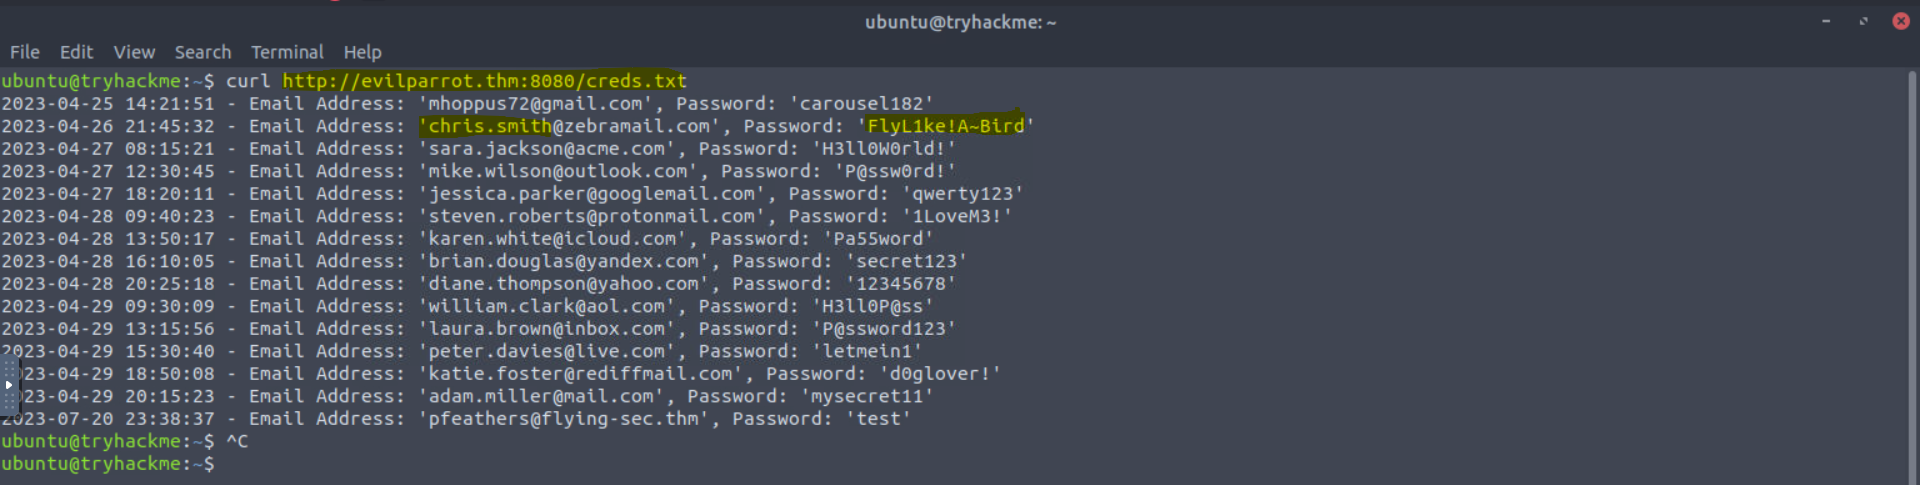 ubuntu@tryhackme: ~
File Edit View Search Terminal Help
ubuntu@tryhackme:~$ curl http://evilparrot.thm:8080/creds.txt
2023-04-25 14:21:51 - Email Address: 'mhoppus72@gmail.com', Password: 'carousel182'
2023-04-26 21:45:32 - Email Address: 'chris.smith@zebramail.com', Password: 'FlyL1ke!A~Bird'
2023-04-27 08:15:21 - Email Address: 'sara.jackson@acme.com', Password: 'H3ll0W0rld!'
2023-04-27 12:30:45 - Email Address: 'mike.wilson@outlook.com', Password: 'P@ssw0rd!'
2023-04-27 18:20:11 - Email Address: 'jessica.parker@googlemail.com', Password: 'qwerty123'
2023-04-28 09:40:23 - Email Address: 'steven.roberts@protonmail.com', Password: '1LoveM3!'
2023-04-28 13:50:17 - Email Address: 'karen.white@icloud.com', Password: 'Pa55word'
2023-04-28 16:10:05 - Email Address: 'brian.douglas@yandex.com', Password: 'secret123'
2023-04-28 20:25:18 - Email Address: 'diane.thompson@yahoo.com', Password: '12345678'
2023-04-29 09:30:09 - Email Address: 'william.clark@aol.com', Password: 'H3ll0P@ss'
2023-04-29 13:15:56 - Email Address: 'laura.brown@inbox.com', Password: 'P@ssword123'
2023-04-29 15:30:40 - Email Address: 'peter.davies@live.com', Password: 'letmein1'
23-04-29 18:50:08 - Email Address: 'katie.foster@rediffmail.com', Password: 'd0glover!'
23-04-29 20:15:23 - Email Address: 'adam.miller@mail.com', Password: 'mysecret11'
2023-07-20 23:38:37 - Email Address: 'pfeathers@flying-sec.thm', Password: 'test'
ubuntu@tryhackme:~$ ^C
ubuntu@tryhackme:~$